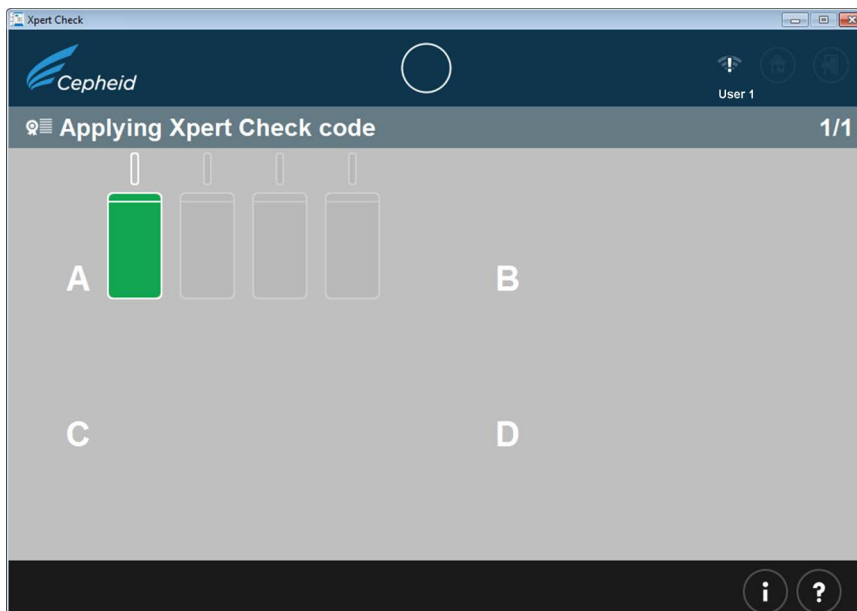 Xpert Check
Cepheid
User 1
Applying Xpert Check code 1/1
A
B
C
D
i ?